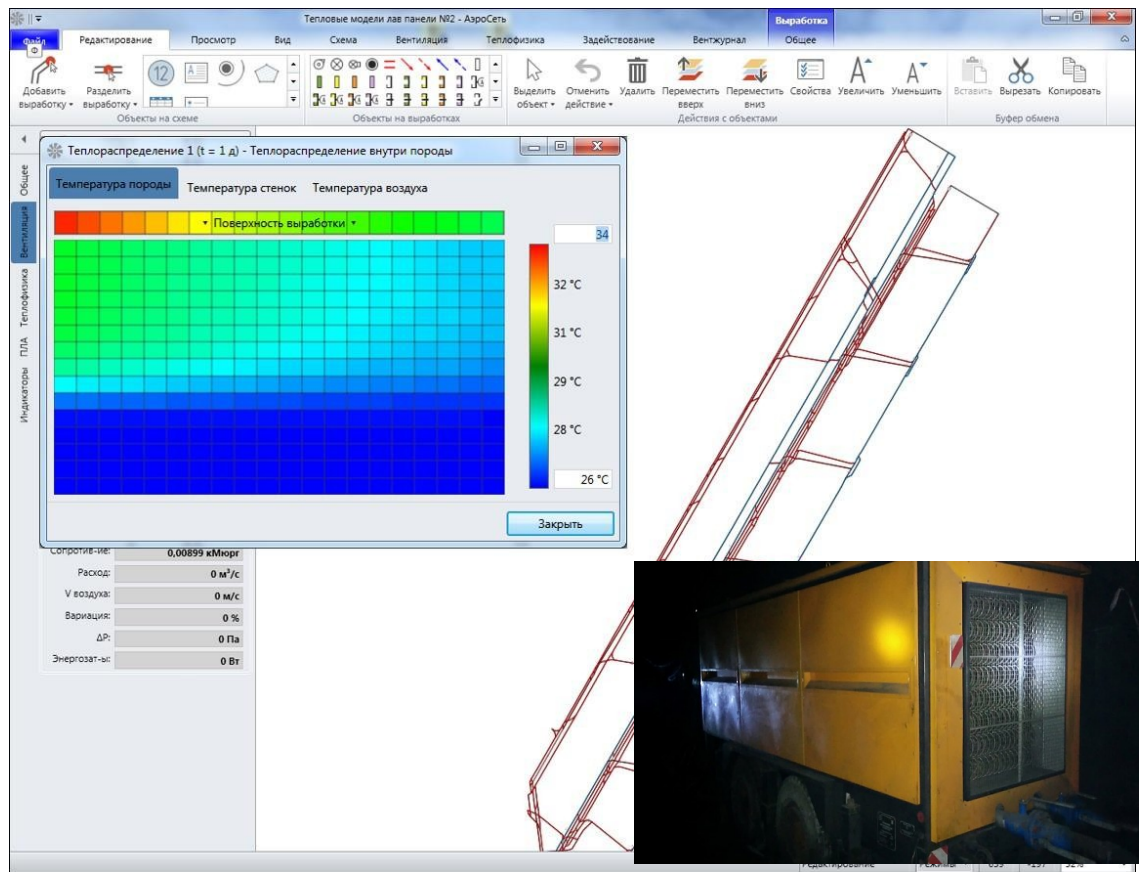 Тепловые модели лав панели №2 - АэроСеть
Выработка
Файл Редактирование Просмотр Вид Схема Вентиляция Теплофизика Задействование Вентжурнал Общее
Ф
12 A
Добавить выработку
Разделить выработку
Выделить объект
Отменить действие
Удалить
Переместить вверх
Переместить вниз
Свойства
Увеличить
Уменьшить
Вставить
Вырезать
Копировать
Объекты на схеме Объекты на выработках Действия с объектами Буфер обмена
Общее
Вентиляция
Теплофизика
ПЛА
Индикаторы
Теплораспределение 1 (t = 1 д) - Теплораспределение внутри породы
Температура породы Температура стенок Температура воздуха
Поверхность выработки
34
32 °C
31 °C
29 °C
28 °C
26 °C
Закрыть
Сопротив-ие: 0,00899 кМюрг
Расход: 0 м³/с
V воздуха: 0 м/с
Вариация: 0 %
ΔP: 0 Па
Энергозат-ы: 0 Вт
Редактирование Режимы